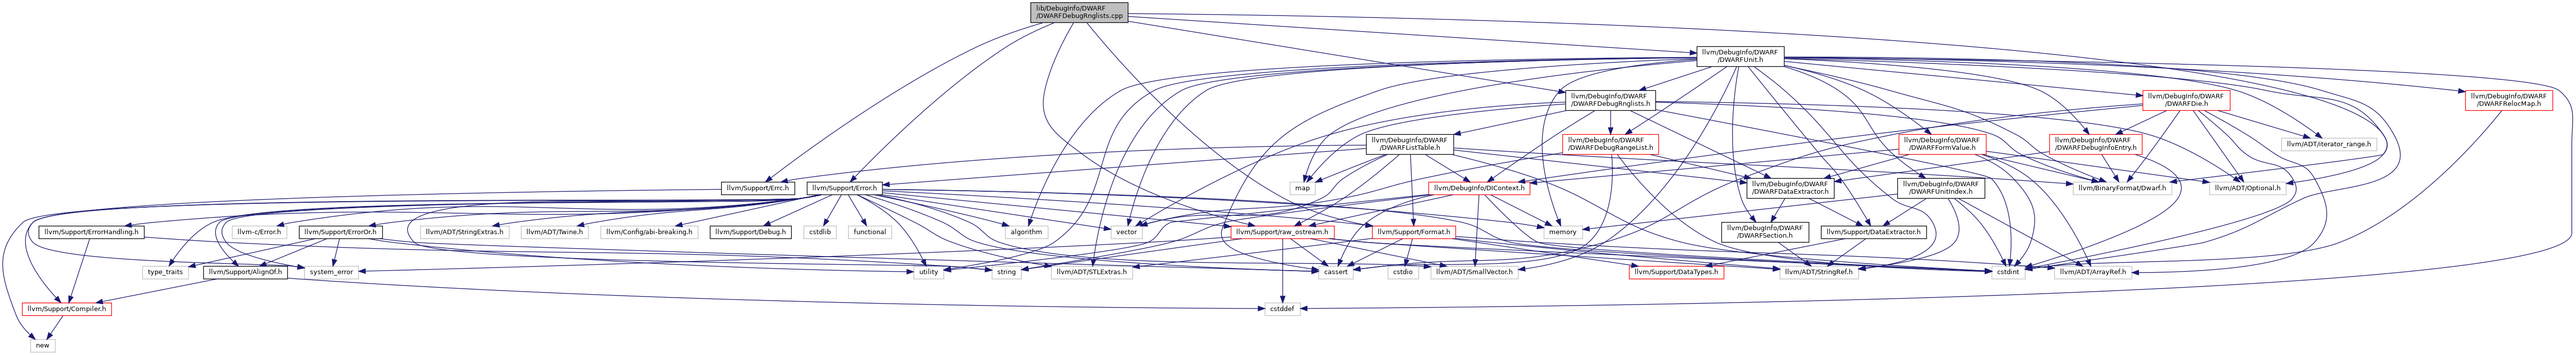 lib/DebugInfo/DWARF
/DWARFDebugRnglists.cpp
llvm/DebugInfo/DWARF
/DWARFUnit.h
llvm/DebugInfo/DWARF
/DWARFDebugRnglists.h
llvm/DebugInfo/DWARF
/DWARFDie.h
llvm/DebugInfo/DWARF
/DWARFRelocMap.h
llvm/DebugInfo/DWARF
/DWARFListTable.h
llvm/DebugInfo/DWARF
/DWARFDebugRangeList.h
llvm/DebugInfo/DWARF
/DWARFFormValue.h
llvm/DebugInfo/DWARF
/DWARFDebugInfoEntry.h
llvm/ADT/iterator_range.h
llvm/Support/Errc.h
llvm/Support/Error.h
map
llvm/DebugInfo/DIContext.h
llvm/DebugInfo/DWARF
/DWARFDataExtractor.h
llvm/DebugInfo/DWARF
/DWARFUnitIndex.h
llvm/BinaryFormat/Dwarf.h
llvm/ADT/Optional.h
llvm/Support/ErrorHandling.h
llvm-c/Error.h
llvm/Support/ErrorOr.h
llvm/ADT/StringExtras.h
llvm/ADT/Twine.h
llvm/Config/abi-breaking.h
llvm/Support/Debug.h
cstdlib
functional
algorithm
vector
llvm/Support/raw_ostream.h
llvm/Support/Format.h
memory
llvm/DebugInfo/DWARF
/DWARFSection.h
llvm/Support/DataExtractor.h
type_traits
llvm/Support/AlignOf.h
system_error
utility
string
llvm/ADT/STLExtras.h
cassert
cstdio
llvm/ADT/SmallVector.h
llvm/Support/DataTypes.h
llvm/ADT/StringRef.h
cstdint
llvm/ADT/ArrayRef.h
llvm/Support/Compiler.h
cstddef
new